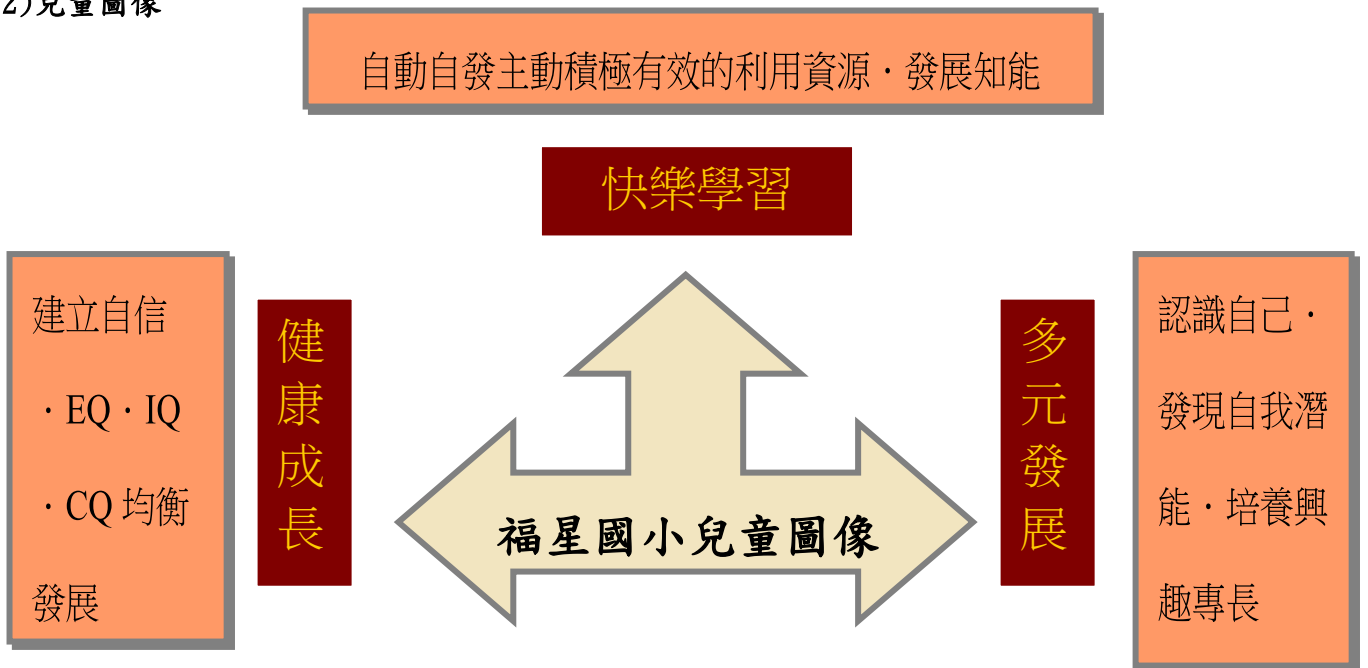 2)兒童圖像
自動自發主動積極有效的利用資源．發展知能
快樂學習
建立自信
．EQ．IQ
．CQ 均衡
發展
健康成長
多元發展
認識自己．
發現自我潛
能．培養興
趣專長
福星國小兒童圖像